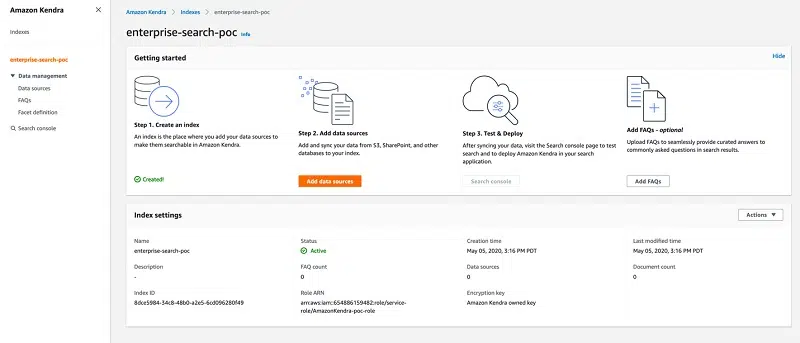 Amazon Kendra
Indexes
enterprise-search-poc
Data management
Data sources
FAQs
Facet definition
Search console
Amazon Kendra > Indexes > enterprise-search-poc
enterprise-search-poc Info
Getting started
Hide
Step 1. Create an index
An index is the place where you add your data sources to
make them searchable in Amazon Kendra.
Created!
Step 2. Add data sources
Add and sync your data from S3, SharePoint, and other
databases to your index.
Add data sources
Step 3. Test & Deploy
After syncing your data, visit the Search console page to test
search and to deploy Amazon Kendra in your search
application.
Search console
Add FAQs - optional
Upload FAQs to seamlessly provide curated answers to
commonly asked questions in search results.
Add FAQs
Index settings
Actions
Name
enterprise-search-poc
Status
Active
Creation time
May 05, 2020, 3:16 PM PDT
Last modified time
May 05, 2020, 3:16 PM PDT
Description
-
FAQ count
0
Data sources
0
Document count
0
Index ID
8dce5984-34c8-48b0-a2e5-6cd096280f49
Role ARN
arn:aws:iam::654886159482:role/service-
role/AmazonKendra-poc-role
Encryption key
Amazon Kendra owned key